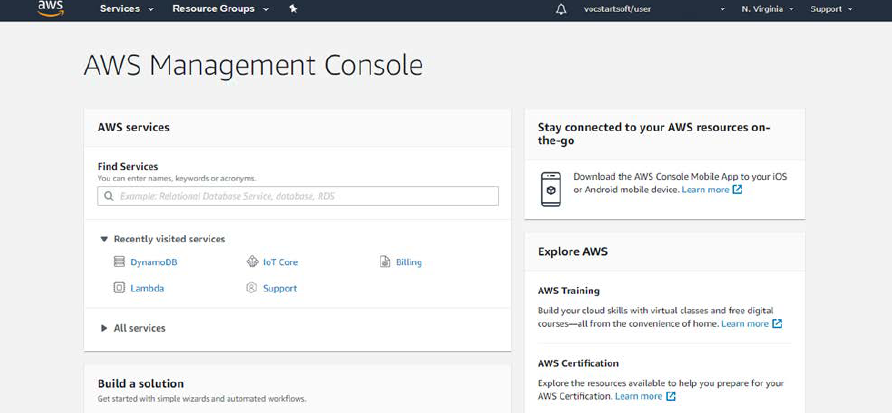 aws
Services
Resource Groups
vocstartsoft/user
N. Virginia
Support
AWS Management Console
AWS services
Find Services
You can enter names, keywords or acronyms.
Example: Relational Database Service, database, RDS
Recently visited services
DynamoDB
IoT Core
Billing
Lambda
Support
All services
Build a solution
Get started with simple wizards and automated workflows.
Stay connected to your AWS resources on-
the-go
Download the AWS Console Mobile App to your iOS
or Android mobile device. Learn more
Explore AWS
AWS Training
Build your cloud skills with virtual classes and free digital
courses—all from the convenience of home. Learn more
AWS Certification
Explore the resources available to help you prepare for your
AWS Certification. Learn more